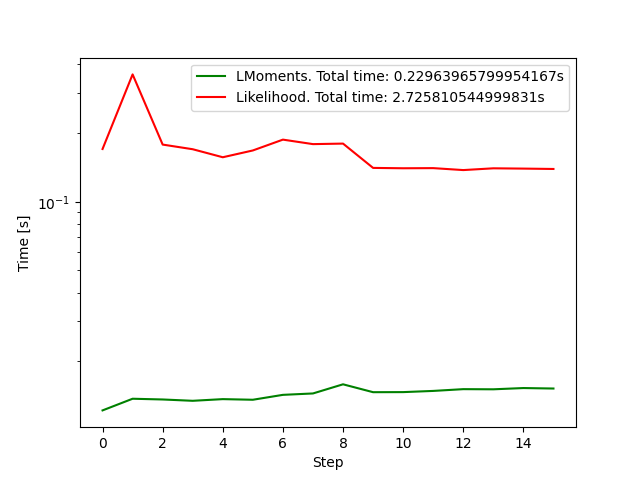 LMoments. Total time: 0.22963965799954167s
Likelihood. Total time: 2.725810544999831s
10⁻¹
Time [s]
0 2 4 6 8 10 12 14
Step